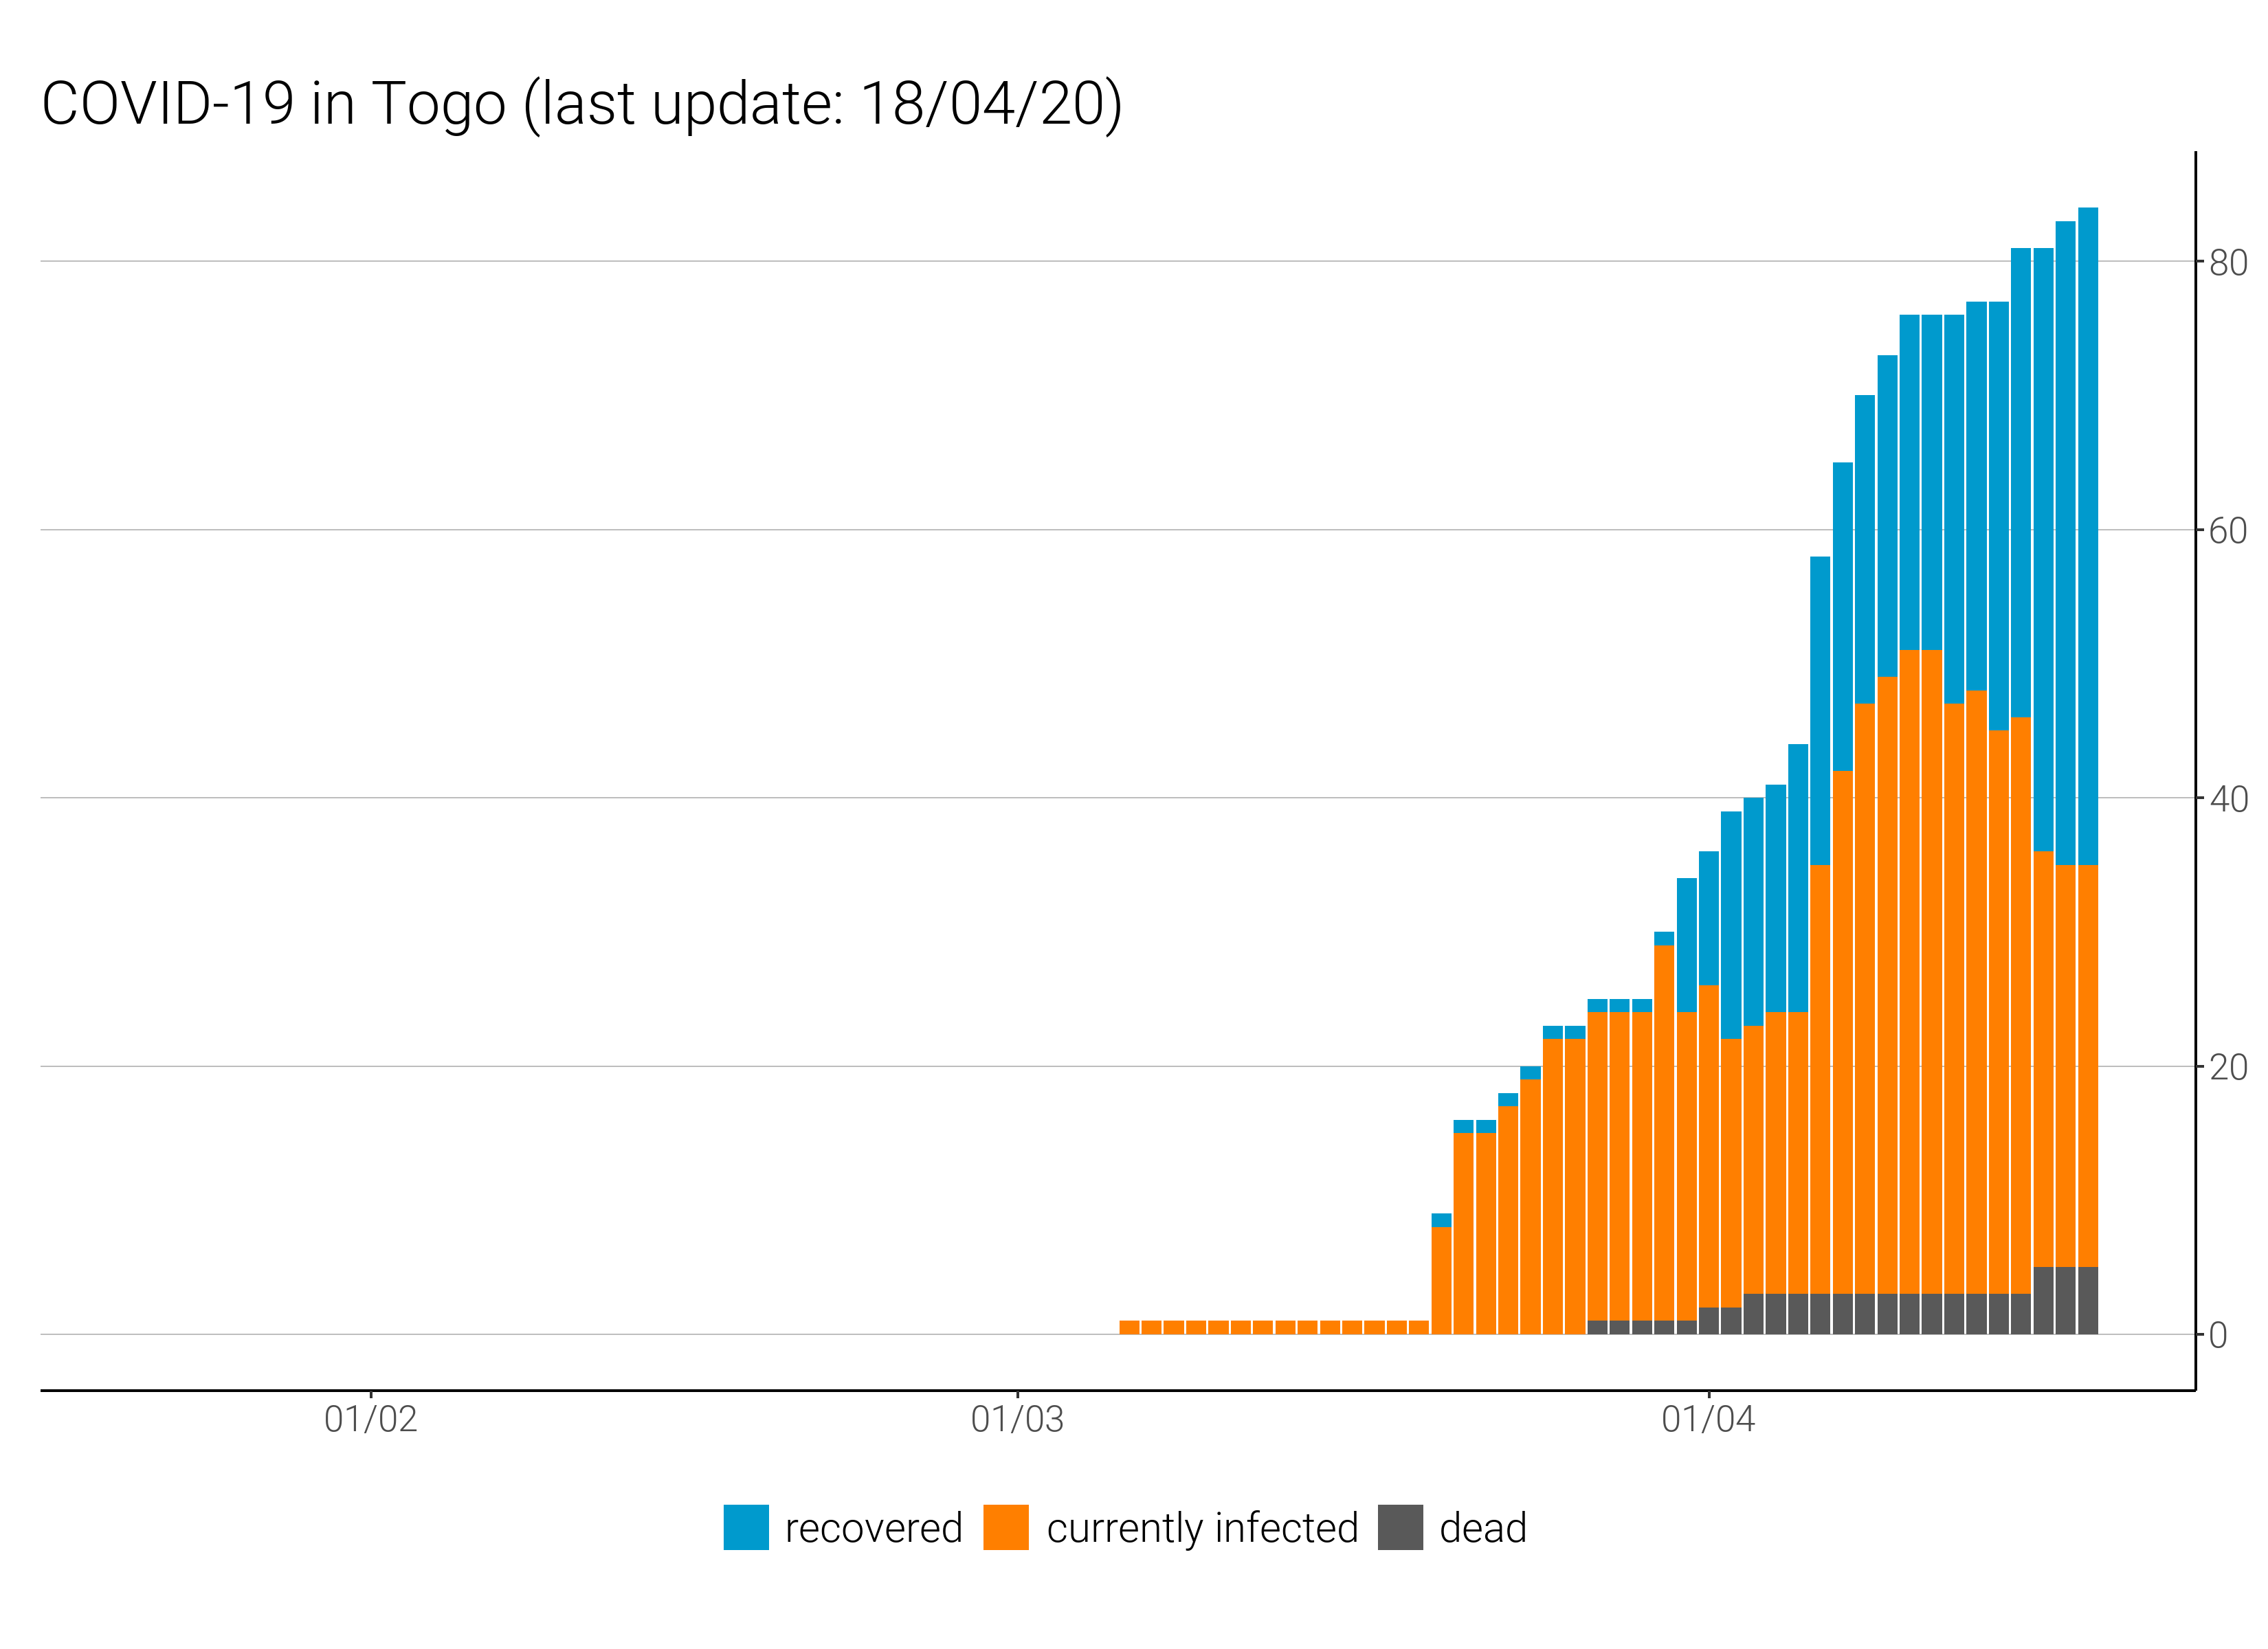 COVID-19 in Togo (last update: 18/04/20)
80
60
40
20
0
01/02 01/03 01/04
recovered currently infected dead